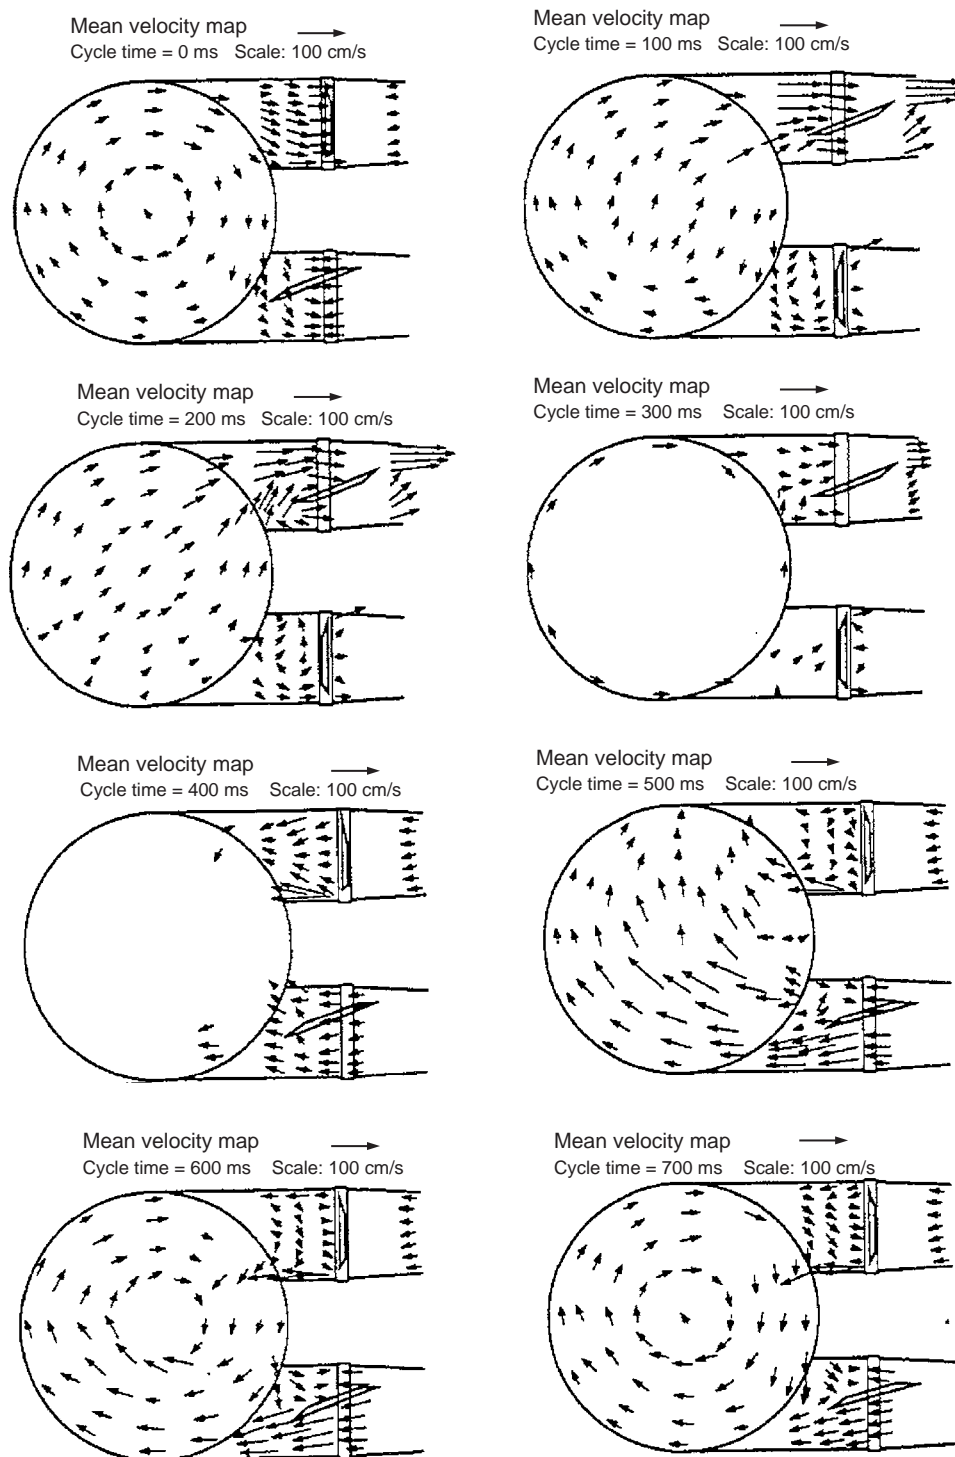 Mean velocity map
Cycle time = 0 ms Scale: 100 cm/s
Mean velocity map
Cycle time = 100 ms Scale: 100 cm/s
Mean velocity map
Cycle time = 200 ms Scale: 100 cm/s
Mean velocity map
Cycle time = 300 ms Scale: 100 cm/s
Mean velocity map
Cycle time = 400 ms Scale: 100 cm/s
Mean velocity map
Cycle time = 500 ms Scale: 100 cm/s
Mean velocity map
Cycle time = 600 ms Scale: 100 cm/s
Mean velocity map
Cycle time = 700 ms Scale: 100 cm/s